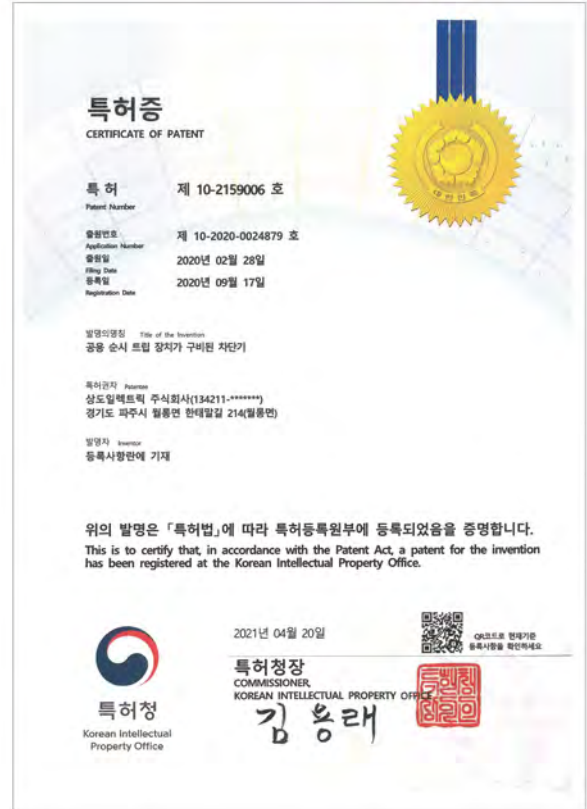 특허증
CERTIFICATE OF PATENT
특 허 제 10-2159006 호
Patent Number
출원번호 제 10-2020-0024879 호
Application Number
출원일 2020년 02월 28일
Filing Date
등록일 2020년 09월 17일
Registration Date
발명의명칭 Title of the Invention
공용 순시 트립 장치가 구비된 차단기
특허권자 Patentee
상도일렉트릭 주식회사(134211-*******)
경기도 파주시 월롱면 한태말길 214(월롱면)
발명자 Inventor
등록사항란에 기재
위의 발명은 「특허법」에 따라 특허등록원부에 등록되었음을 증명합니다.
This is to certify that, in accordance with the Patent Act, a patent for the invention
has been registered at the Korean Intellectual Property Office.
2021년 04월 20일
QR코드로 현재기준
등록사항을 확인하세요
특허청장
COMMISSIONER,
KOREAN INTELLECTUAL PROPERTY OFFICE
김용래
특허청
Korean Intellectual
Property Office